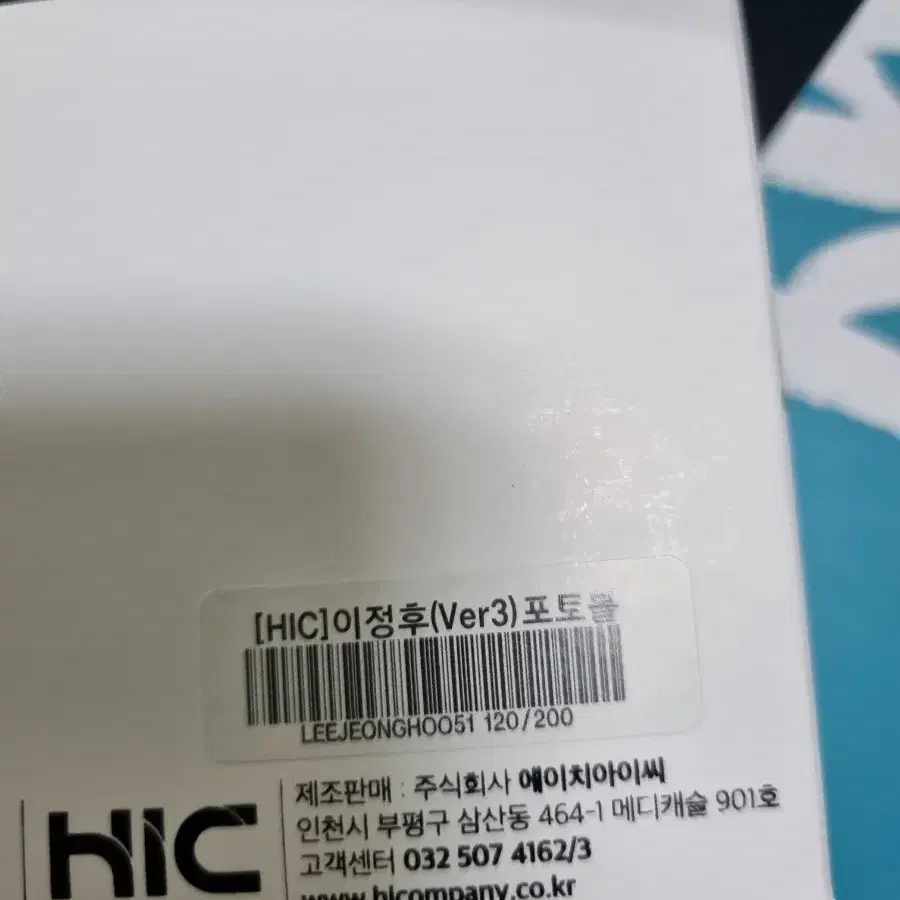 [HIC]이정후(Ver3)포토볼
LEEJEONGHOO51 120/200
HIC
제조판매 : 주식회사 에이치아이씨
인천시 부평구 삼산동 464-1 메디캐슬 901호
고객센터 032 507 4162/3
www.hicompany.co.kr